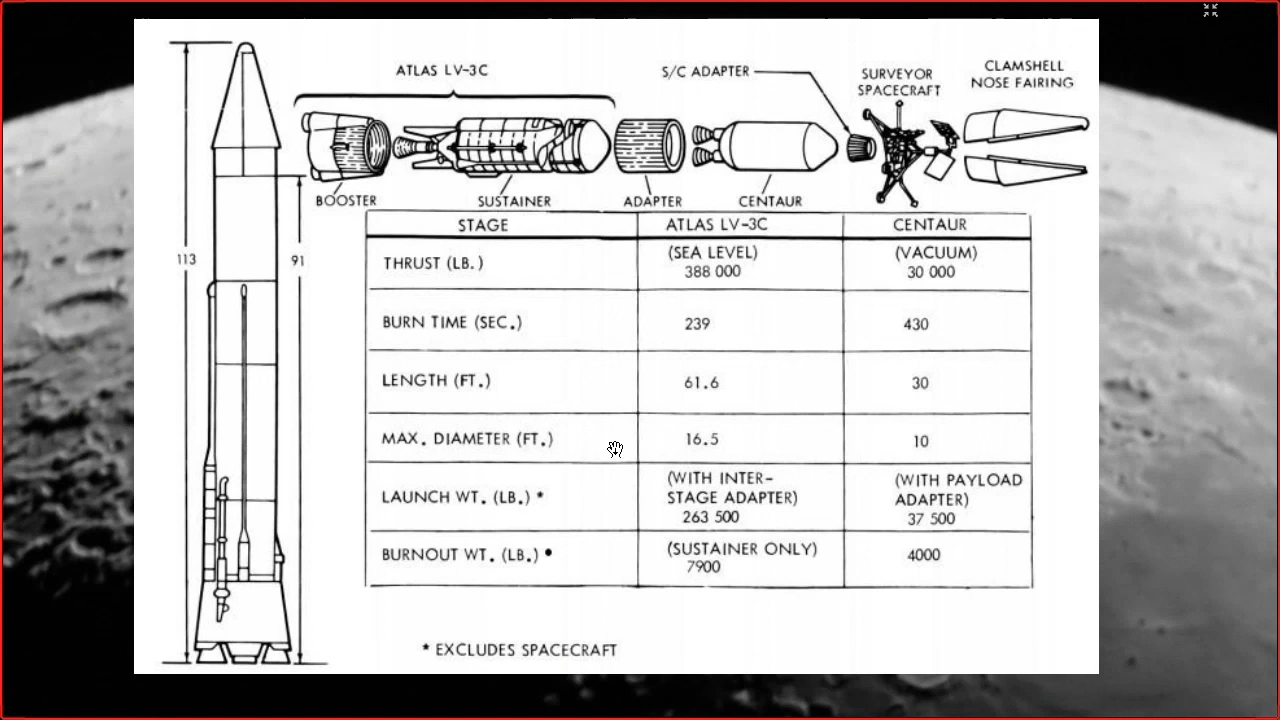 ATLAS LV-3C
S/C ADAPTER
SURVEYOR
SPACECRAFT
CLAMSHELL
NOSE FAIRING
BOOSTER
SUSTAINER
ADAPTER
CENTAUR
113
91
STAGE
ATLAS LV-3C
CENTAUR
THRUST (LB.)
(SEA LEVEL)
388 000
(VACUUM)
30 000
BURN TIME (SEC.)
239
430
LENGTH (FT.)
61.6
30
MAX. DIAMETER (FT.)
16.5
10
LAUNCH WT. (LB.) *
(WITH INTER-
STAGE ADAPTER)
263 500
(WITH PAYLOAD
ADAPTER)
37 500
BURNOUT WT. (LB.) •
(SUSTAINER ONLY)
7900
4000
* EXCLUDES SPACECRAFT